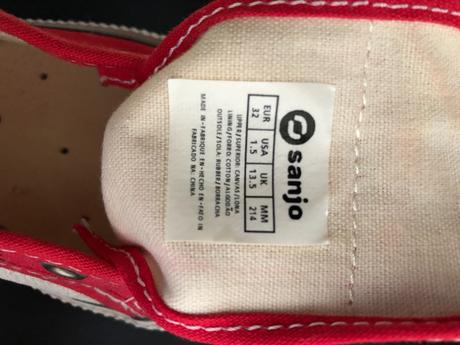 sanjo
EUR USA UK MM
32 1.5 13.5 214
UPPER/SUPERIOR: CANVAS/LONA
LINING/FORRO: COTTON/ALGODÃO
OUTSOLE/SOLA: RUBBER/BORRACHA
MADE IN-FABRIQUE EN-HECHO EN-FATO IN
FABRICADO NA: CHINA